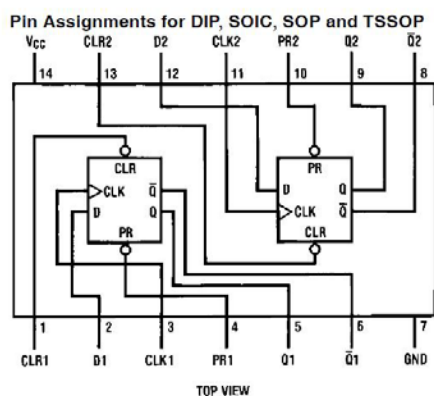 Pin Assignments for DIP, SOIC, SOP and TSSOP
VCC CLR2 D2 CLK2 PR2 Q2 Q̅2
14 13 12 11 10 9 8
CLR PR
CLK Q̅ D Q
D Q CLK Q̅
PR CLR
1 2 3 4 5 6 7
CLR1 D1 CLK1 PR1 Q1 Q̅1 GND
TOP VIEW